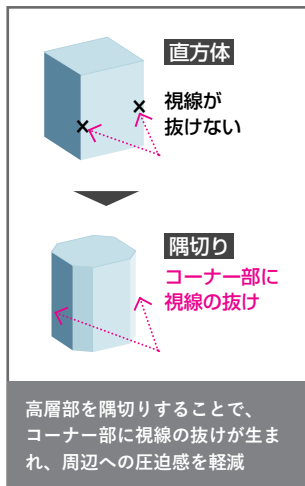 直方体
視線が
抜けない
隅切り
コーナー部に
視線の抜け
高層部を隅切りすることで、
コーナー部に視線の抜けが生ま
れ、周辺への圧迫感を軽減